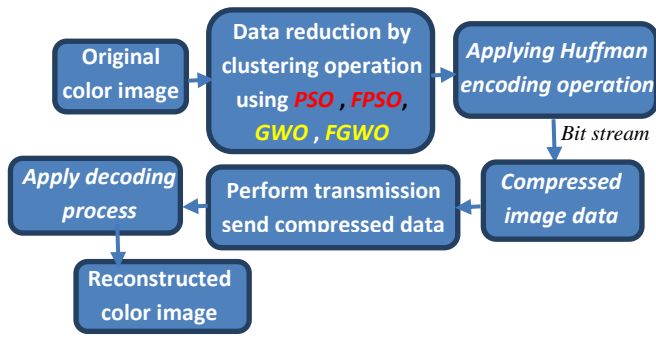 Original
color image
Data reduction by
clustering operation
using PSO , FPSO,
GWO , FGWO
Applying Huffman
encoding operation
Bit stream
Compressed
image data
Perform transmission
send compressed data
Apply decoding
process
Reconstructed
color image